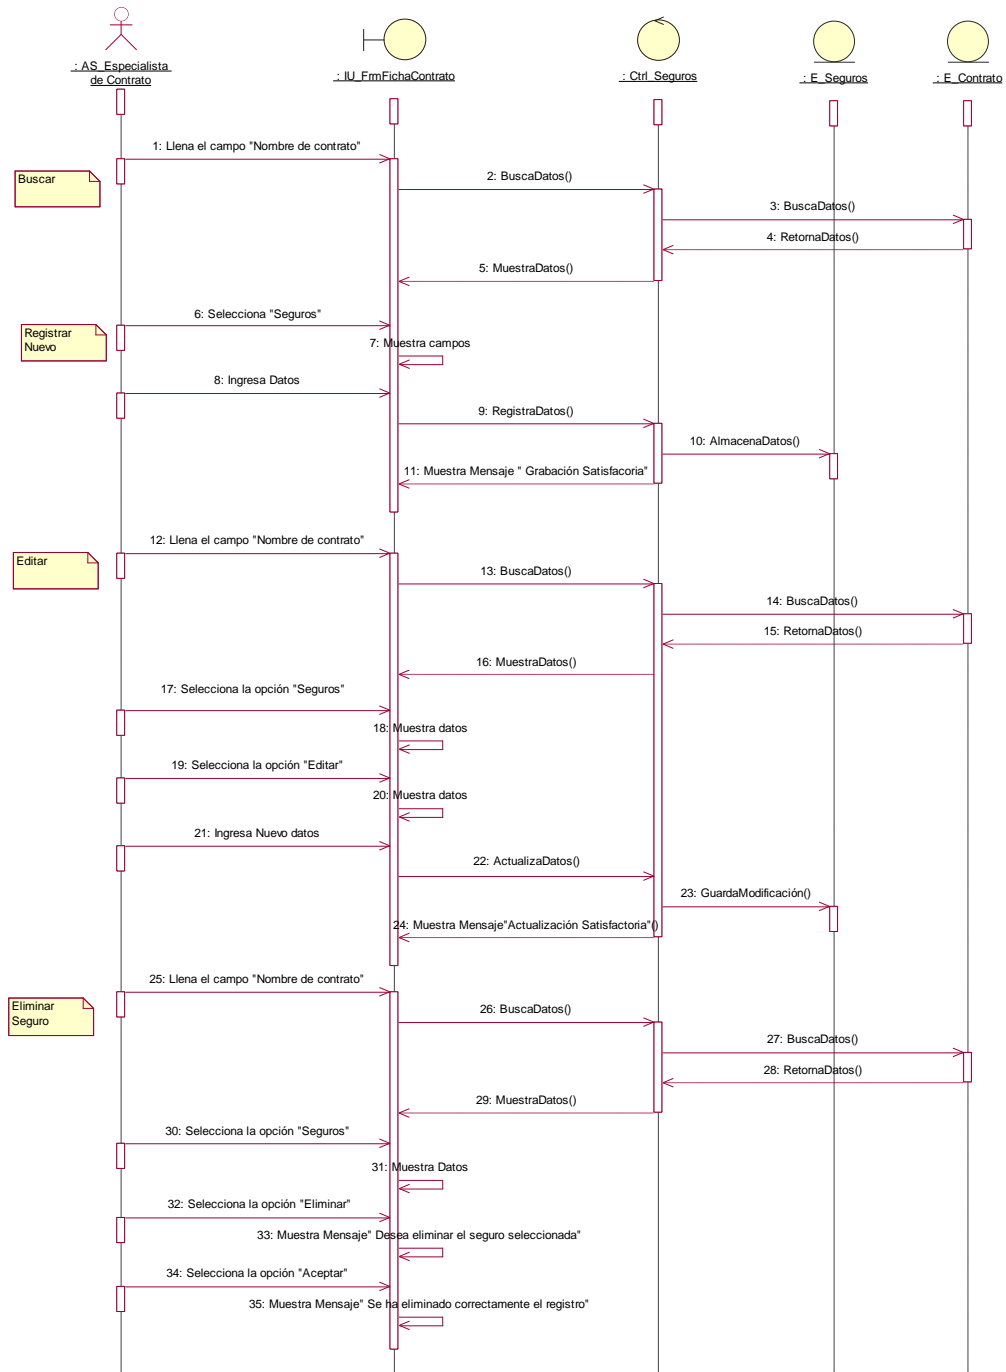 : AS_Especialista
de Contrato
: IU_FrmFichaContrato
: Ctrl_Seguros
: E_Seguros
: E_Contrato
1: Llena el campo "Nombre de contrato"
Buscar
2: BuscaDatos()
3: BuscaDatos()
4: RetornaDatos()
5: MuestraDatos()
6: Selecciona "Seguros"
Registrar
Nuevo
7: Muestra campos
8: Ingresa Datos
9: RegistraDatos()
10: AlmacenaDatos()
11: Muestra Mensaje " Grabación Satisfacoria"
12: Llena el campo "Nombre de contrato"
Editar
13: BuscaDatos()
14: BuscaDatos()
15: RetornaDatos()
16: MuestraDatos()
17: Selecciona la opción "Seguros"
18: Muestra datos
19: Selecciona la opción "Editar"
20: Muestra datos
21: Ingresa Nuevo datos
22: ActualizaDatos()
23: GuardaModificación()
24: Muestra Mensaje"Actualización Satisfactoria"()
25: Llena el campo "Nombre de contrato"
Eliminar
Seguro
26: BuscaDatos()
27: BuscaDatos()
28: RetornaDatos()
29: MuestraDatos()
30: Selecciona la opción "Seguros"
31: Muestra Datos
32: Selecciona la opción "Eliminar"
33: Muestra Mensaje" Desea eliminar el seguro seleccionada"
34: Selecciona la opción "Aceptar"
35: Muestra Mensaje" Se ha eliminado correctamente el registro"